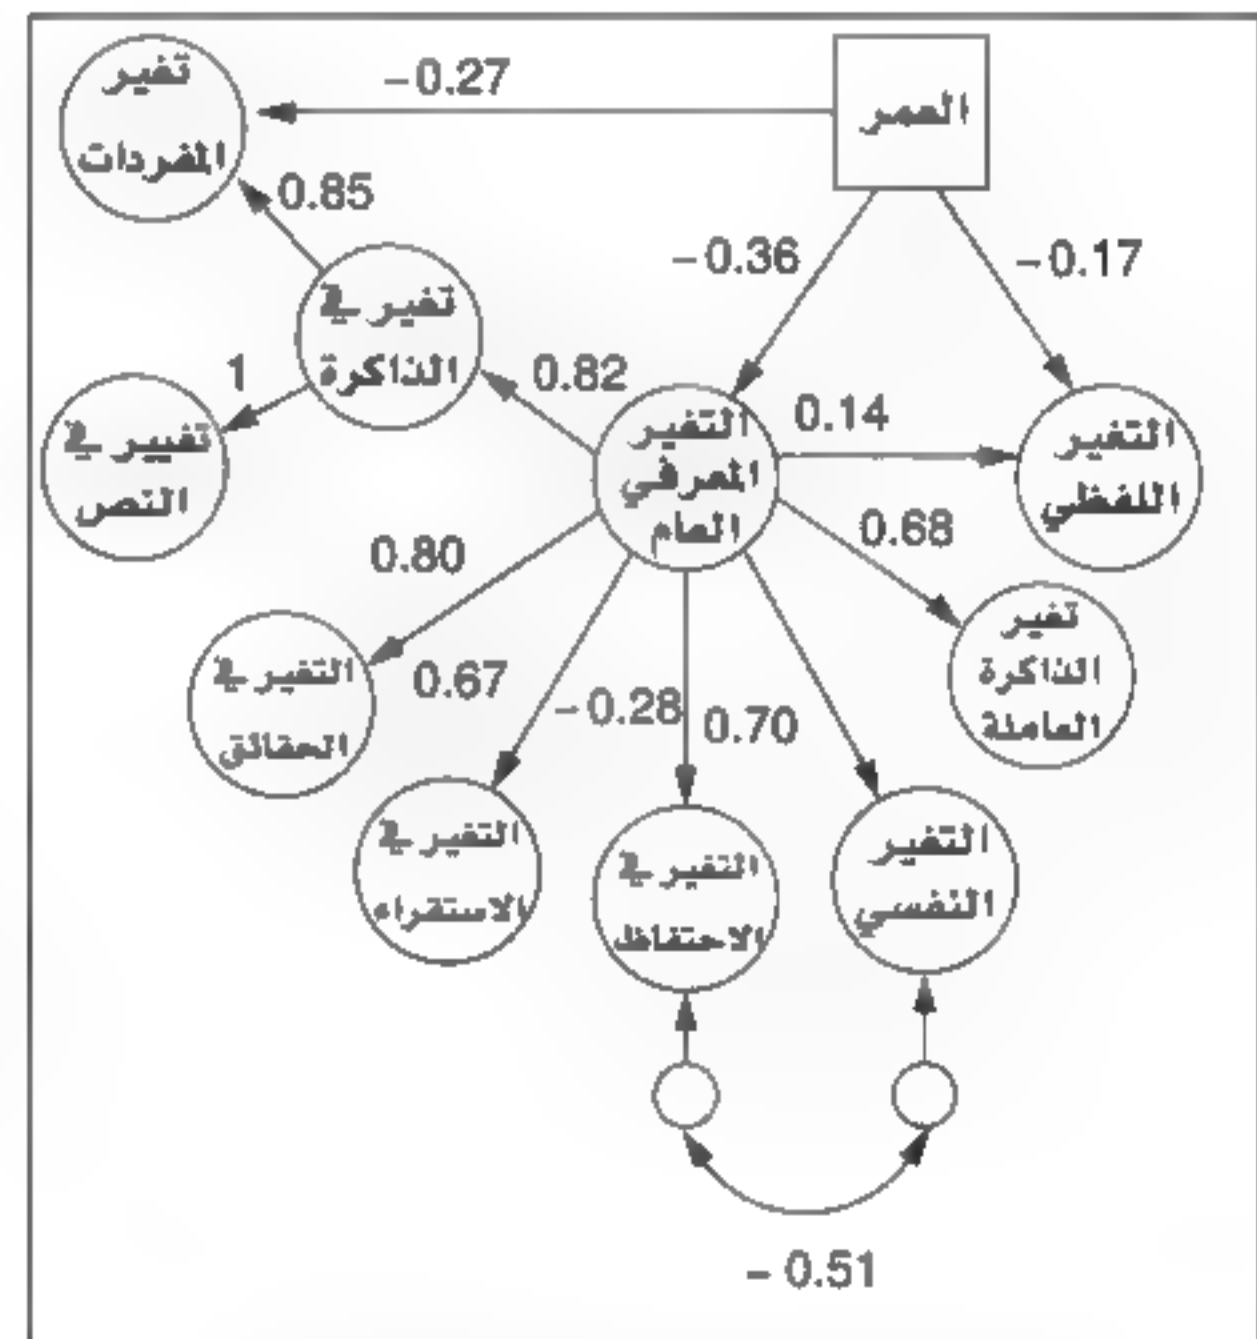 تغير
المفردات
-0.27
العمر
0.85
-0.36
-0.17
تغير في
الذاكرة
1
0.82
تغيير في
النص
التغير
المعرفي
العام
0.14
التغير
اللفظي
0.80
0.68
تغير
الذاكرة
العاملة
التغير في
الحقائق
0.67
-0.28
0.70
التغير في
الاستقراء
التغير في
الاحتفاظ
التغير
النفسي
- 0.51